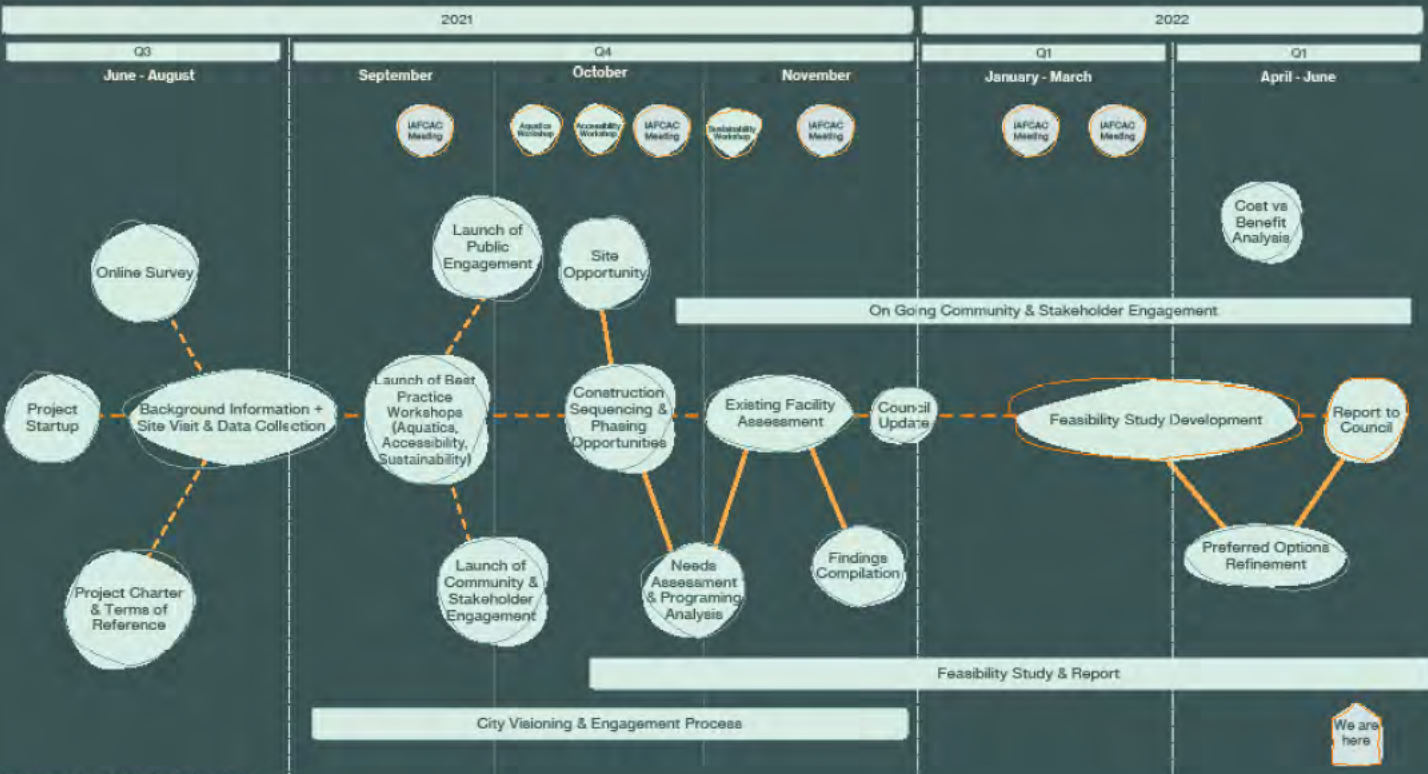 2021
2022
Q3
Q4
Q1
Q1
June - August
September
October
November
January - March
April - June
IAFCAC
Meeting
Aquatics
Workshop
Accessibility
Workshop
IAFCAC
Meeting
Sustainability
Workshop
IAFCAC
Meeting
IAFCAC
Meeting
IAFCAC
Meeting
Cost vs
Benefit
Analysis
Launch of
Public
Engagement
Site
Opportunity
Online Survey
On Going Community & Stakeholder Engagement
Project
Startup
Background Information +
Site Visit & Data Collection
Launch of Best
Practice
Workshops
(Aquatics,
Accessibility,
Sustainability)
Construction
Sequencing &
Phasing
Opportunities
Existing Facility
Assessment
Council
Update
Feasibility Study Development
Report to
Council
Project Charter
& Terms of
Reference
Launch of
Community &
Stakeholder
Engagement
Needs
Assessment
& Programing
Analysis
Findings
Compilation
Preferred Options
Refinement
Feasibility Study & Report
City Visioning & Engagement Process
We are
here